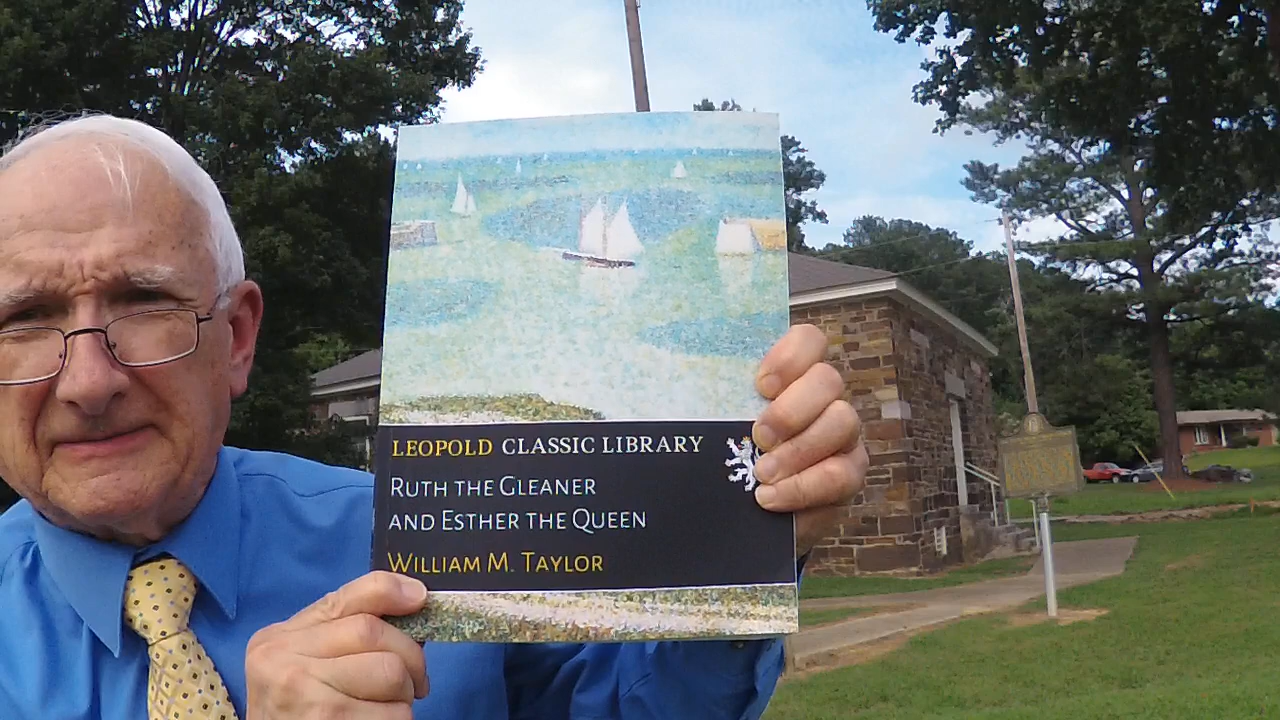 LEOPOLD CLASSIC LIBRARY
RUTH THE GLEANER
AND ESTHER THE QUEEN
WILLIAM M. TAYLOR